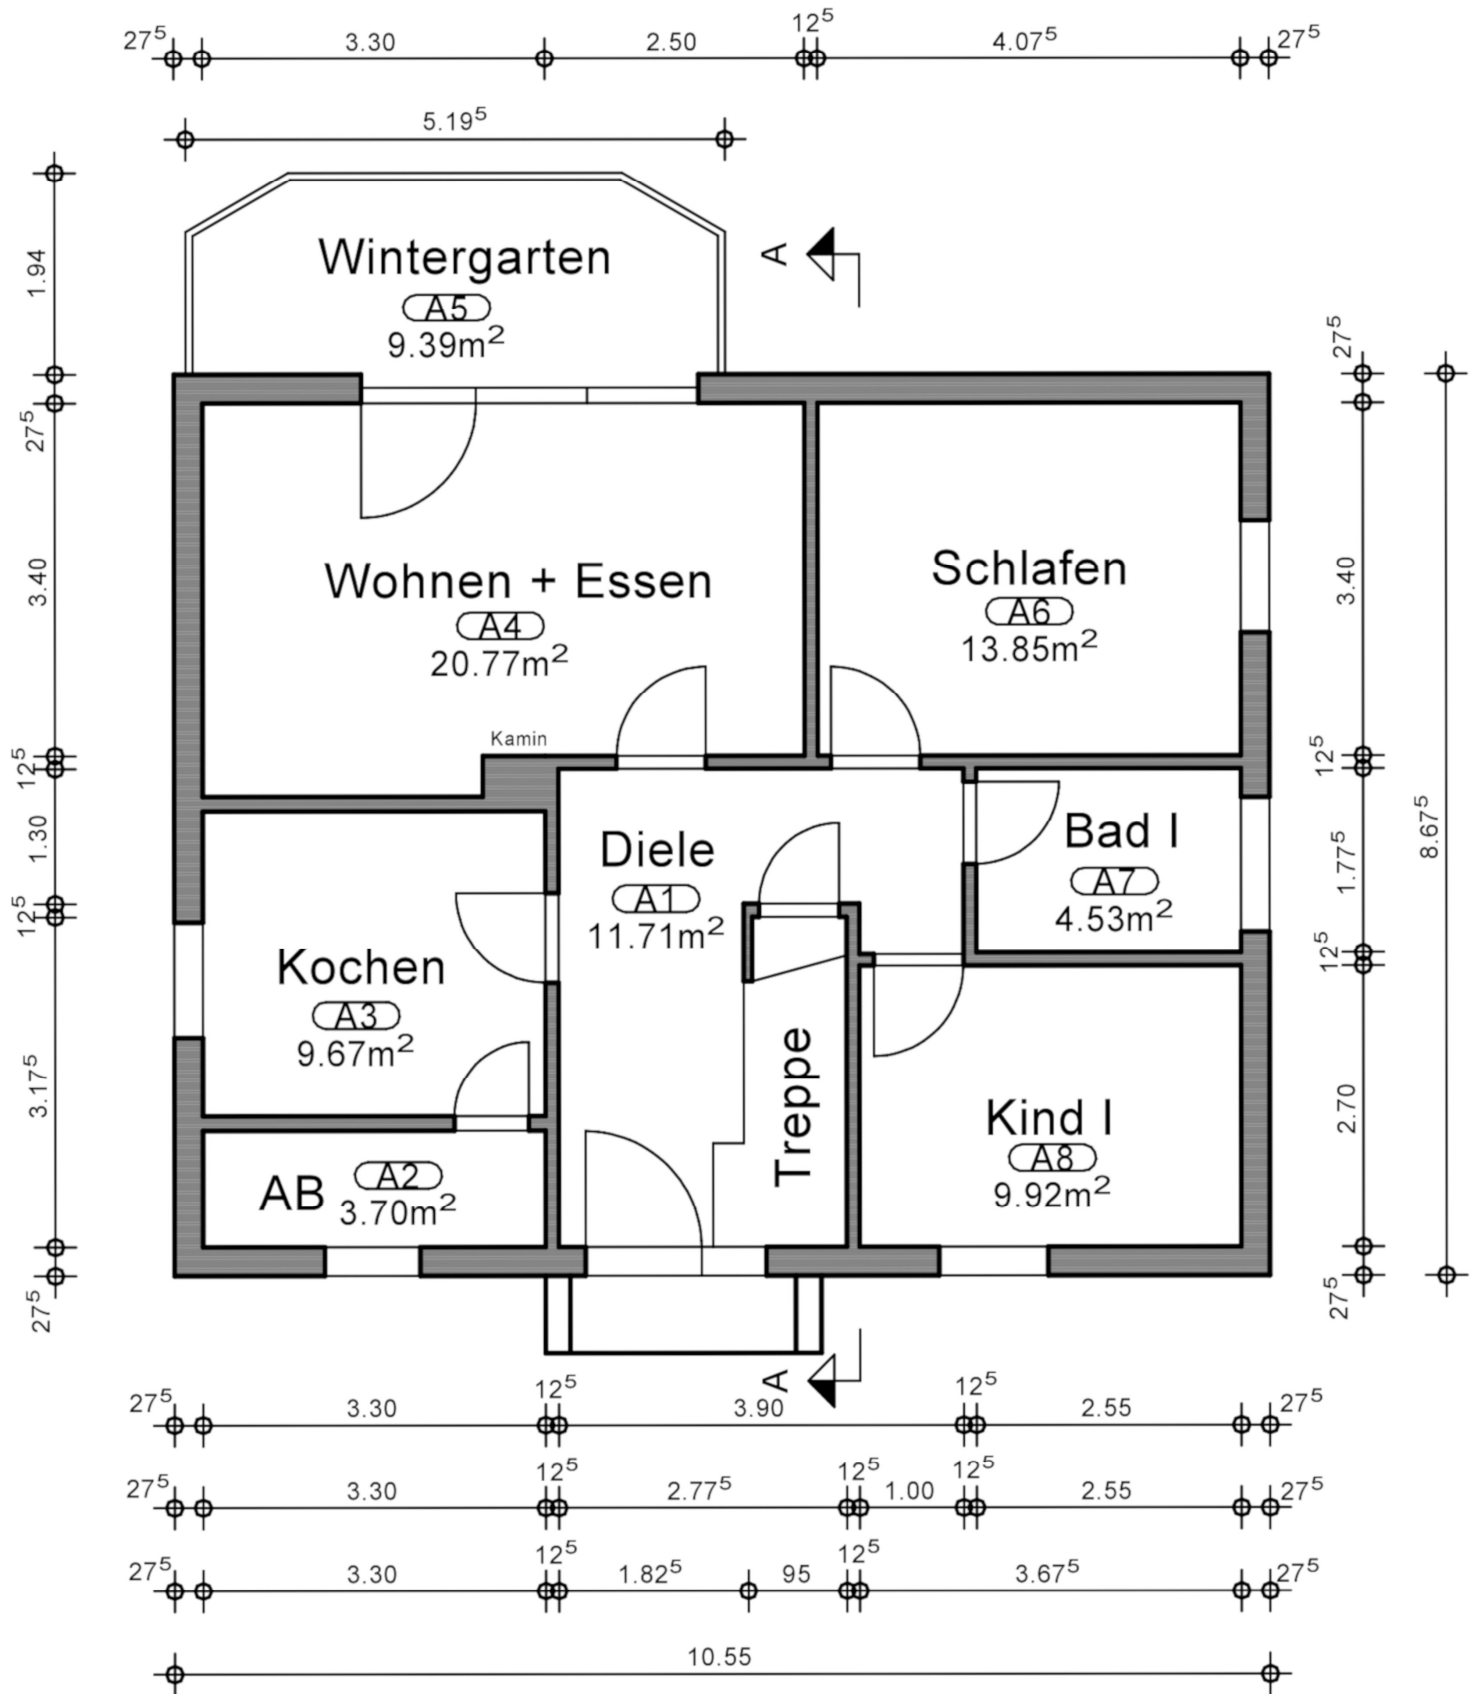 27⁵ 3.30 2.50 12⁵ 4.07⁵ 27⁵
5.19⁵
1.94
27⁵
3.40
12⁵
1.30
12⁵
3.17⁵
27⁵
Wintergarten
A5
9.39m²
A
Wohnen + Essen
A4
20.77m²
Kamin
Schlafen
A6
13.85m²
Diele
A1
11.71m²
Bad I
A7
4.53m²
Kochen
A3
9.67m²
Treppe
Kind I
A8
9.92m²
AB
A2
3.70m²
A
27⁵
3.40
12⁵
1.77⁵
12⁵
2.70
27⁵
8.67⁵
27⁵ 3.30 12⁵ 3.90 12⁵ 2.55 27⁵
27⁵ 3.30 12⁵ 2.77⁵ 12⁵ 1.00 12⁵ 2.55 27⁵
27⁵ 3.30 12⁵ 1.82⁵ 95 12⁵ 3.67⁵ 27⁵
10.55